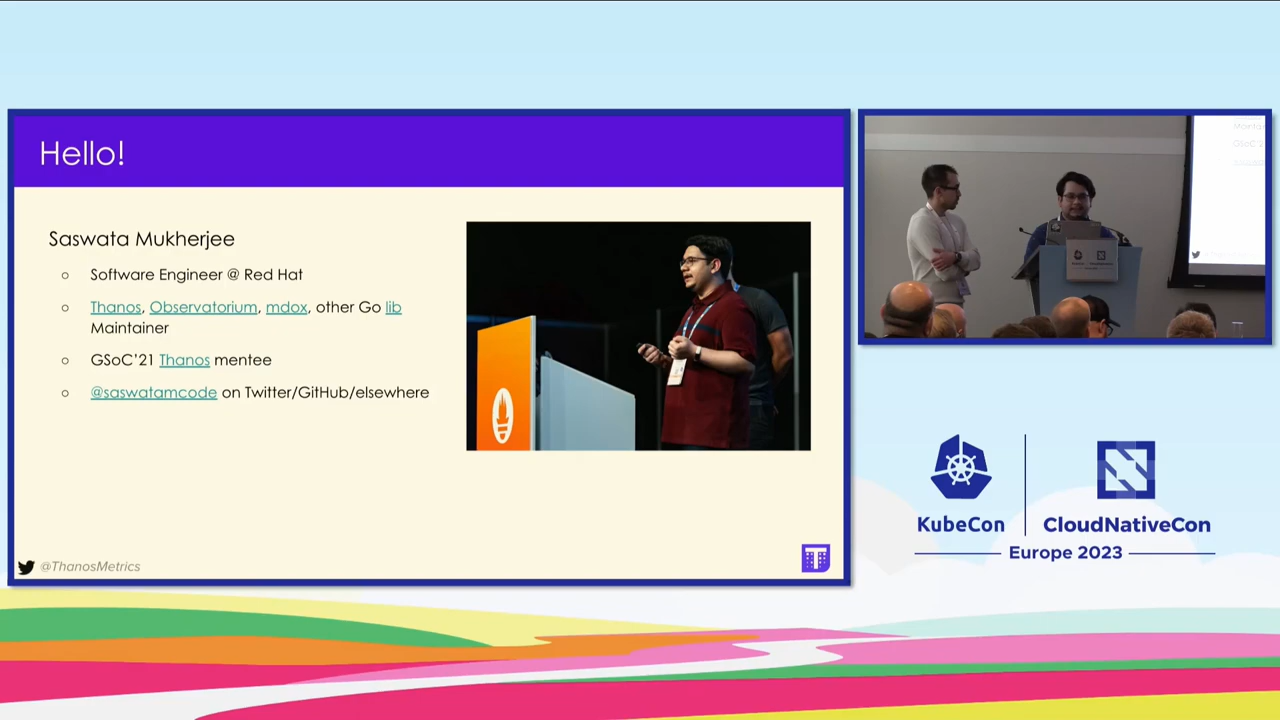 Hello!
Saswata Mukherjee
Software Engineer @ Red Hat
Thanos, Observatorium, mdox, other Go lib
Maintainer
GSoC’21 Thanos mentee
@saswatamcode on Twitter/GitHub/elsewhere
@ThanosMetrics
KubeCon
CloudNativeCon
Europe 2023